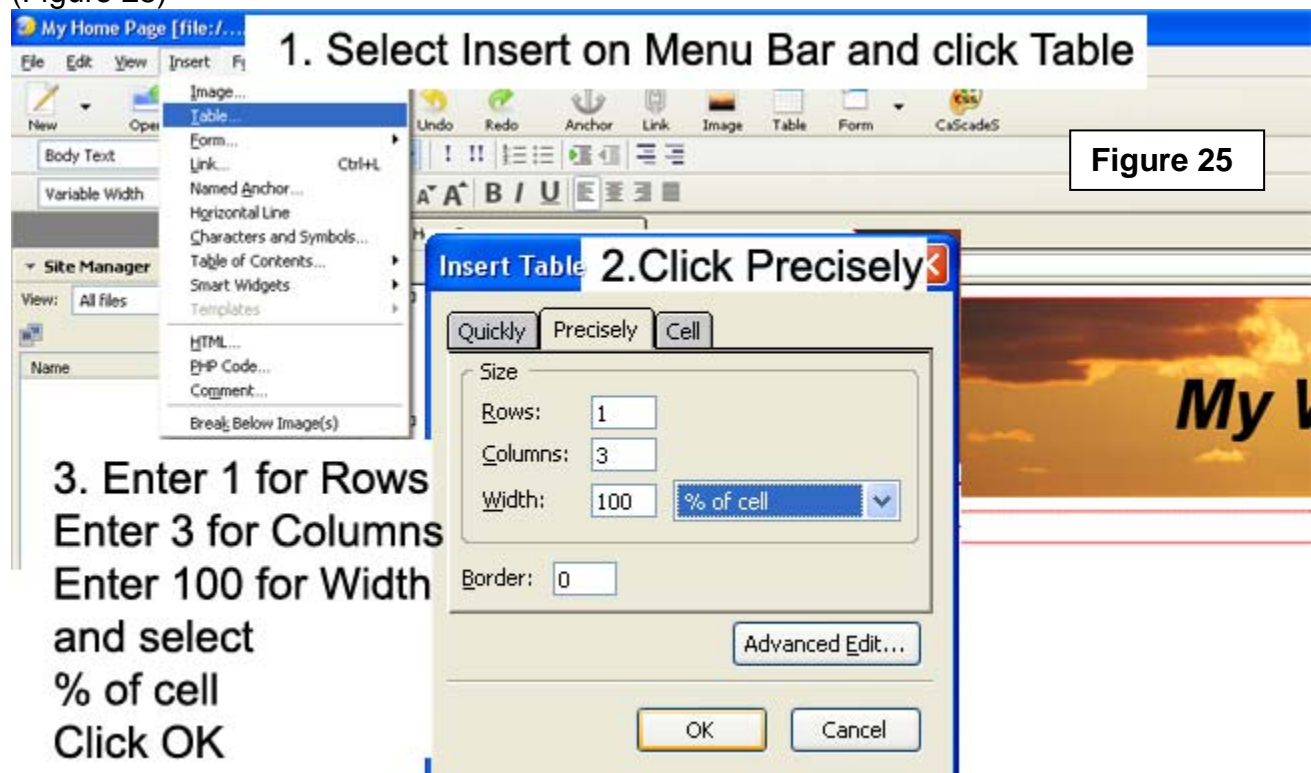 (Figure 25)
My Home Page [file:/....
1. Select Insert on Menu Bar and click Table
File Edit View Insert
Image...
Table...
New Undo Redo Anchor Link Image Table Form CaScadeS
Form...
Body Text
Link... Ctrl+L
Figure 25
Variable Width
Named Anchor...
A A B I U
Horizontal Line
Characters and Symbols...
Site Manager
Table of Contents...
Insert Table 2.Click Precisely
View: All files
Smart Widgets
Templates
Quickly Precisely Cell
HTML...
Name
PHP Code...
Size
Comment...
Rows: 1
My
Break Below Image(s)
Columns: 3
Width: 100 % of cell
Border: 0
3. Enter 1 for Rows
Enter 3 for Columns
Enter 100 for Width
and select
% of cell
Click OK
Advanced Edit...
OK Cancel